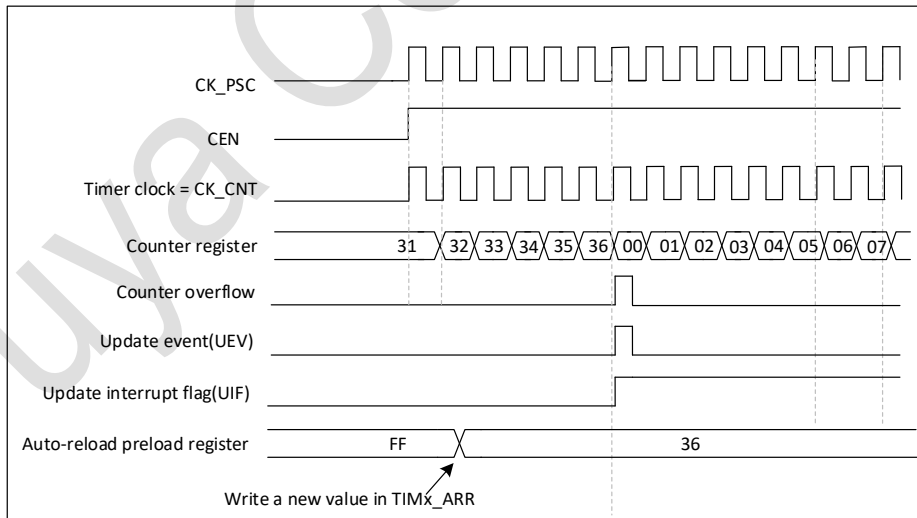 CK_PSC
CEN
Timer clock = CK_CNT
Counter register 31 32 33 34 35 36 00 01 02 03 04 05 06 07
Counter overflow
Update event(UEV)
Update interrupt flag(UIF)
Auto-reload preload register FF 36
Write a new value in TIMx_ARR
uya C